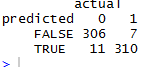 actual
predicted 0 1
FALSE 306 7
TRUE 11 310
>